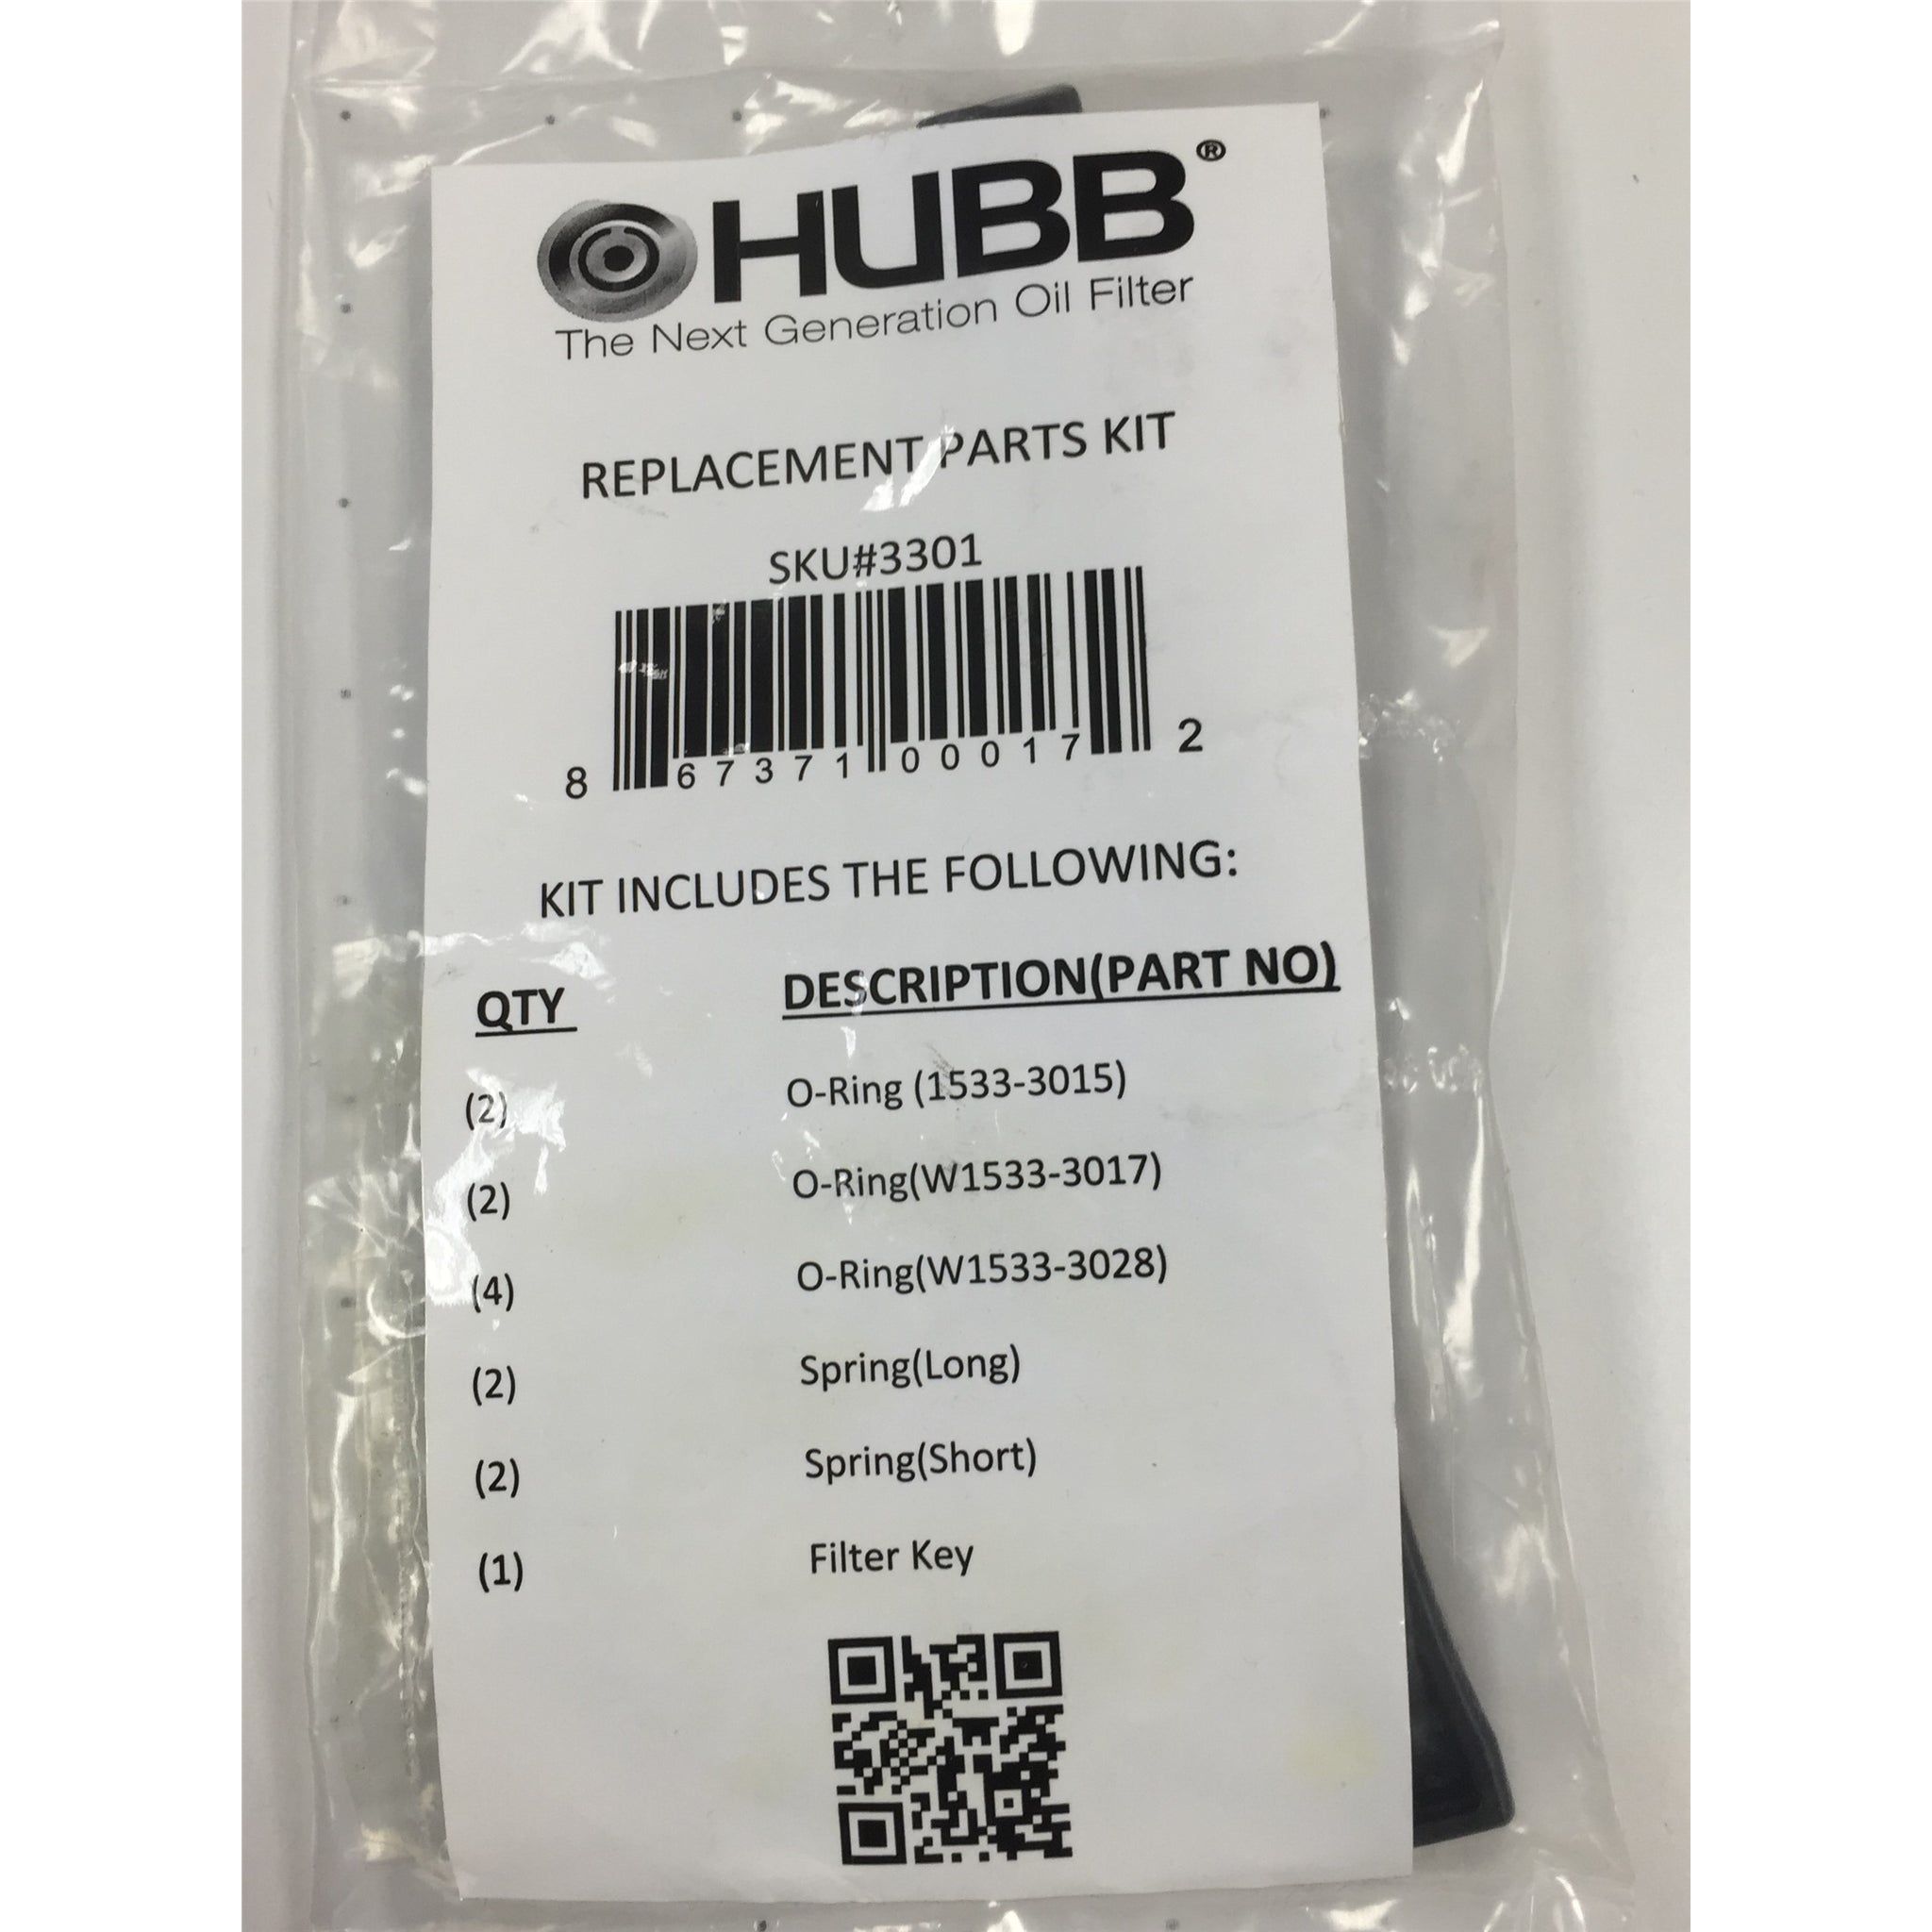 HUBB®
The Next Generation Oil Filter
REPLACEMENT PARTS KIT
SKU#3301
8 67371 00017 2
KIT INCLUDES THE FOLLOWING:
QTY DESCRIPTION(PART NO)
(2) O-Ring (1533-3015)
(2) O-Ring(W1533-3017)
(4) O-Ring(W1533-3028)
(2) Spring(Long)
(2) Spring(Short)
(1) Filter Key